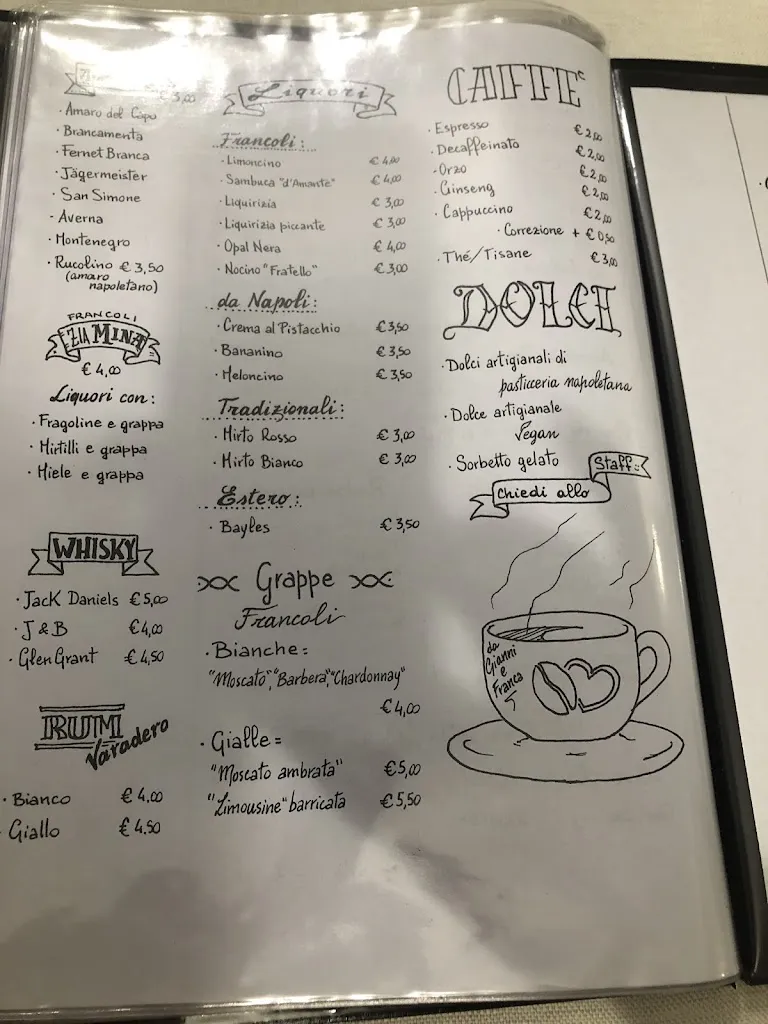 € 3,00
· Amaro del Capo
· Brancamenta
· Fernet Branca
· Jägermeister
· San Simone
· Averna
· Montenegro
· Rucolino € 3,50
(amaro
napoletano)
FRANCOLI
ZIA MINA
€ 4,00
Liquori con:
· Fragoline e grappa
· Mirtilli e grappa
· Miele e grappa
WHISKY
· Jack Daniels € 5,00
· J & B € 4,00
· Glen Grant € 4,50
RUM
Varadero
· Bianco € 4,00
· Giallo € 4,50
Liquori
Francoli:
· Limoncino € 4,00
· Sambuca "d'Amante" € 4,00
· Liquirizia € 3,00
· Liquirizia piccante € 3,00
· Opal Nera € 4,00
· Nocino "Fratello" € 3,00
da Napoli:
· Crema al Pistacchio € 3,50
· Bananino € 3,50
· Meloncino € 3,50
Tradizionali:
· Mirto Rosso € 3,00
· Mirto Bianco € 3,00
Estero:
· Bayles € 3,50
Grappe
Francoli
· Bianche =
"Moscato", "Barbera", "Chardonnay"
€ 4,00
· Gialle =
"Moscato ambrata" € 5,00
"Limousine" barricata € 5,50
CAFFE'
· Espresso € 2,00
· Decaffeinato € 2,00
· Orzo € 2,00
· Ginseng € 2,00
· Cappuccino € 2,00
· Correzione + € 0,50
· Thé/Tisane € 3,00
DOLCI
· Dolci artigianali di
pasticceria napoletana
· Dolce artigianale
Vegan
· Sorbetto gelato
Chiedi allo Staff
da
Gianni
e
Franca